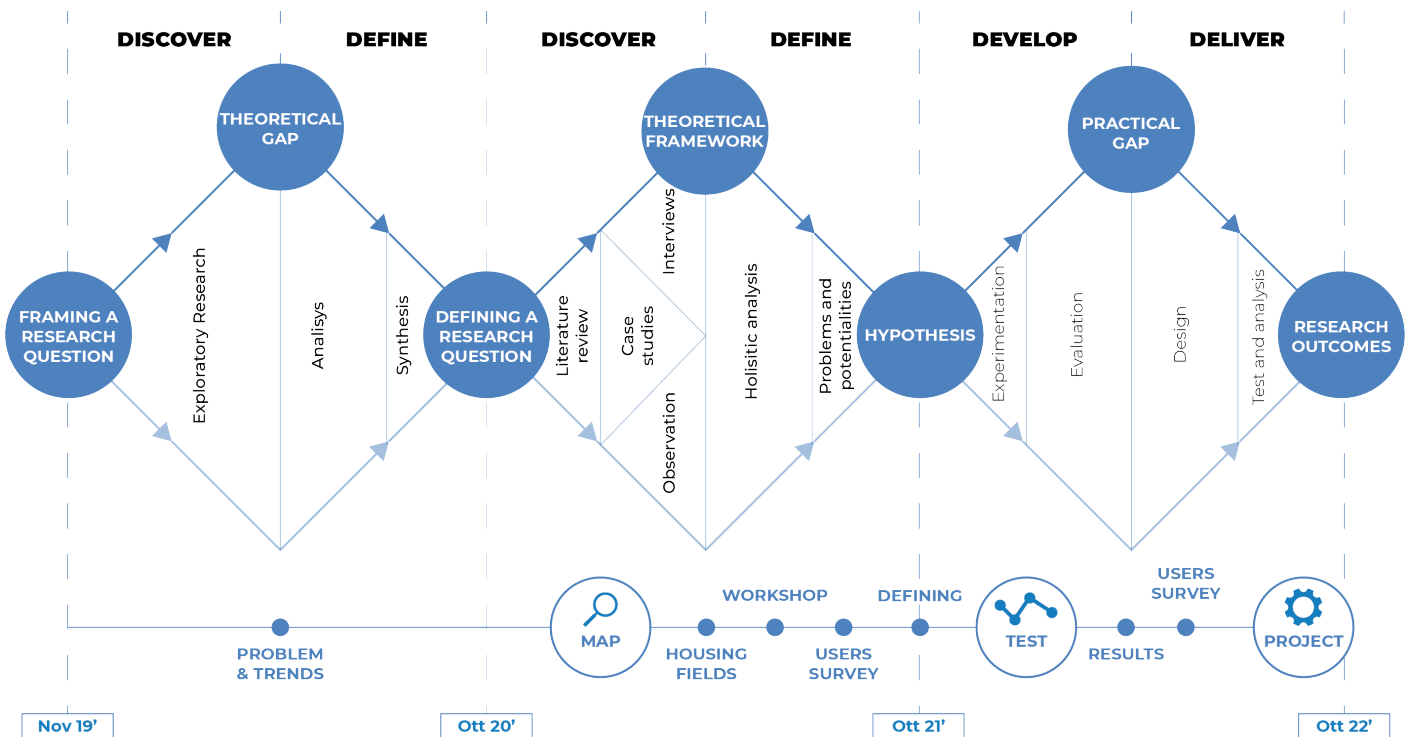 DISCOVER
DEFINE
DISCOVER
DEFINE
DEVELOP
DELIVER
THEORETICAL
GAP
THEORETICAL
FRAMEWORK
PRACTICAL
GAP
FRAMING A
RESEARCH
QUESTION
Exploratory Research
Analisys
Synthesis
DEFINING A
RESEARCH
QUESTION
Literature
review
Case
studies
Interviews
Observation
Holisitic analysis
Problems and
potentialities
HYPOTHESIS
Experimentation
Evaluation
Design
Test and analysis
RESEARCH
OUTCOMES
PROBLEM
& TRENDS
MAP
HOUSING
FIELDS
WORKSHOP
USERS
SURVEY
DEFINING
TEST
RESULTS
USERS
SURVEY
PROJECT
Nov 19’
Ott 20’
Ott 21’
Ott 22’